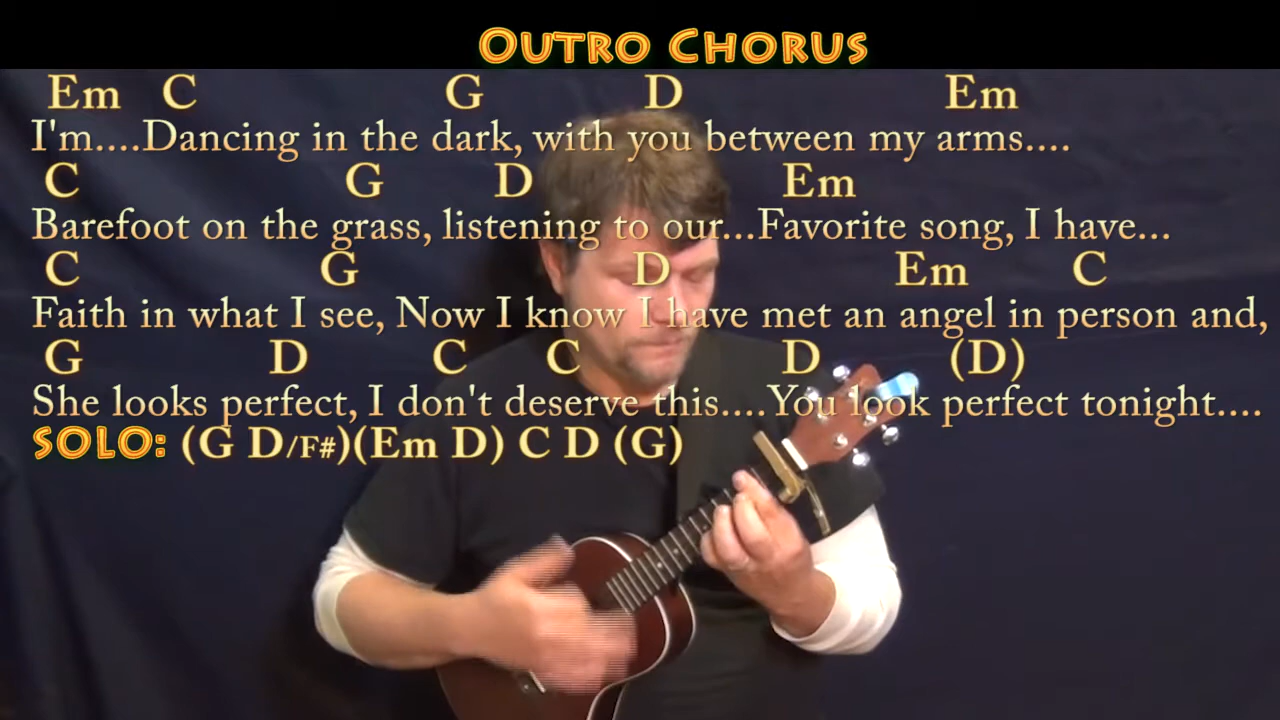 OUTRO CHORUS
Em C G D Em
I'm....Dancing in the dark, with you between my arms....
C G D Em
Barefoot on the grass, listening to our...Favorite song, I have...
C G D Em C
Faith in what I see, Now I know I have met an angel in person and,
G D C C D (D)
She looks perfect, I don't deserve this....You look perfect tonight....
SOLO: (G D/F#)(Em D) C D (G)